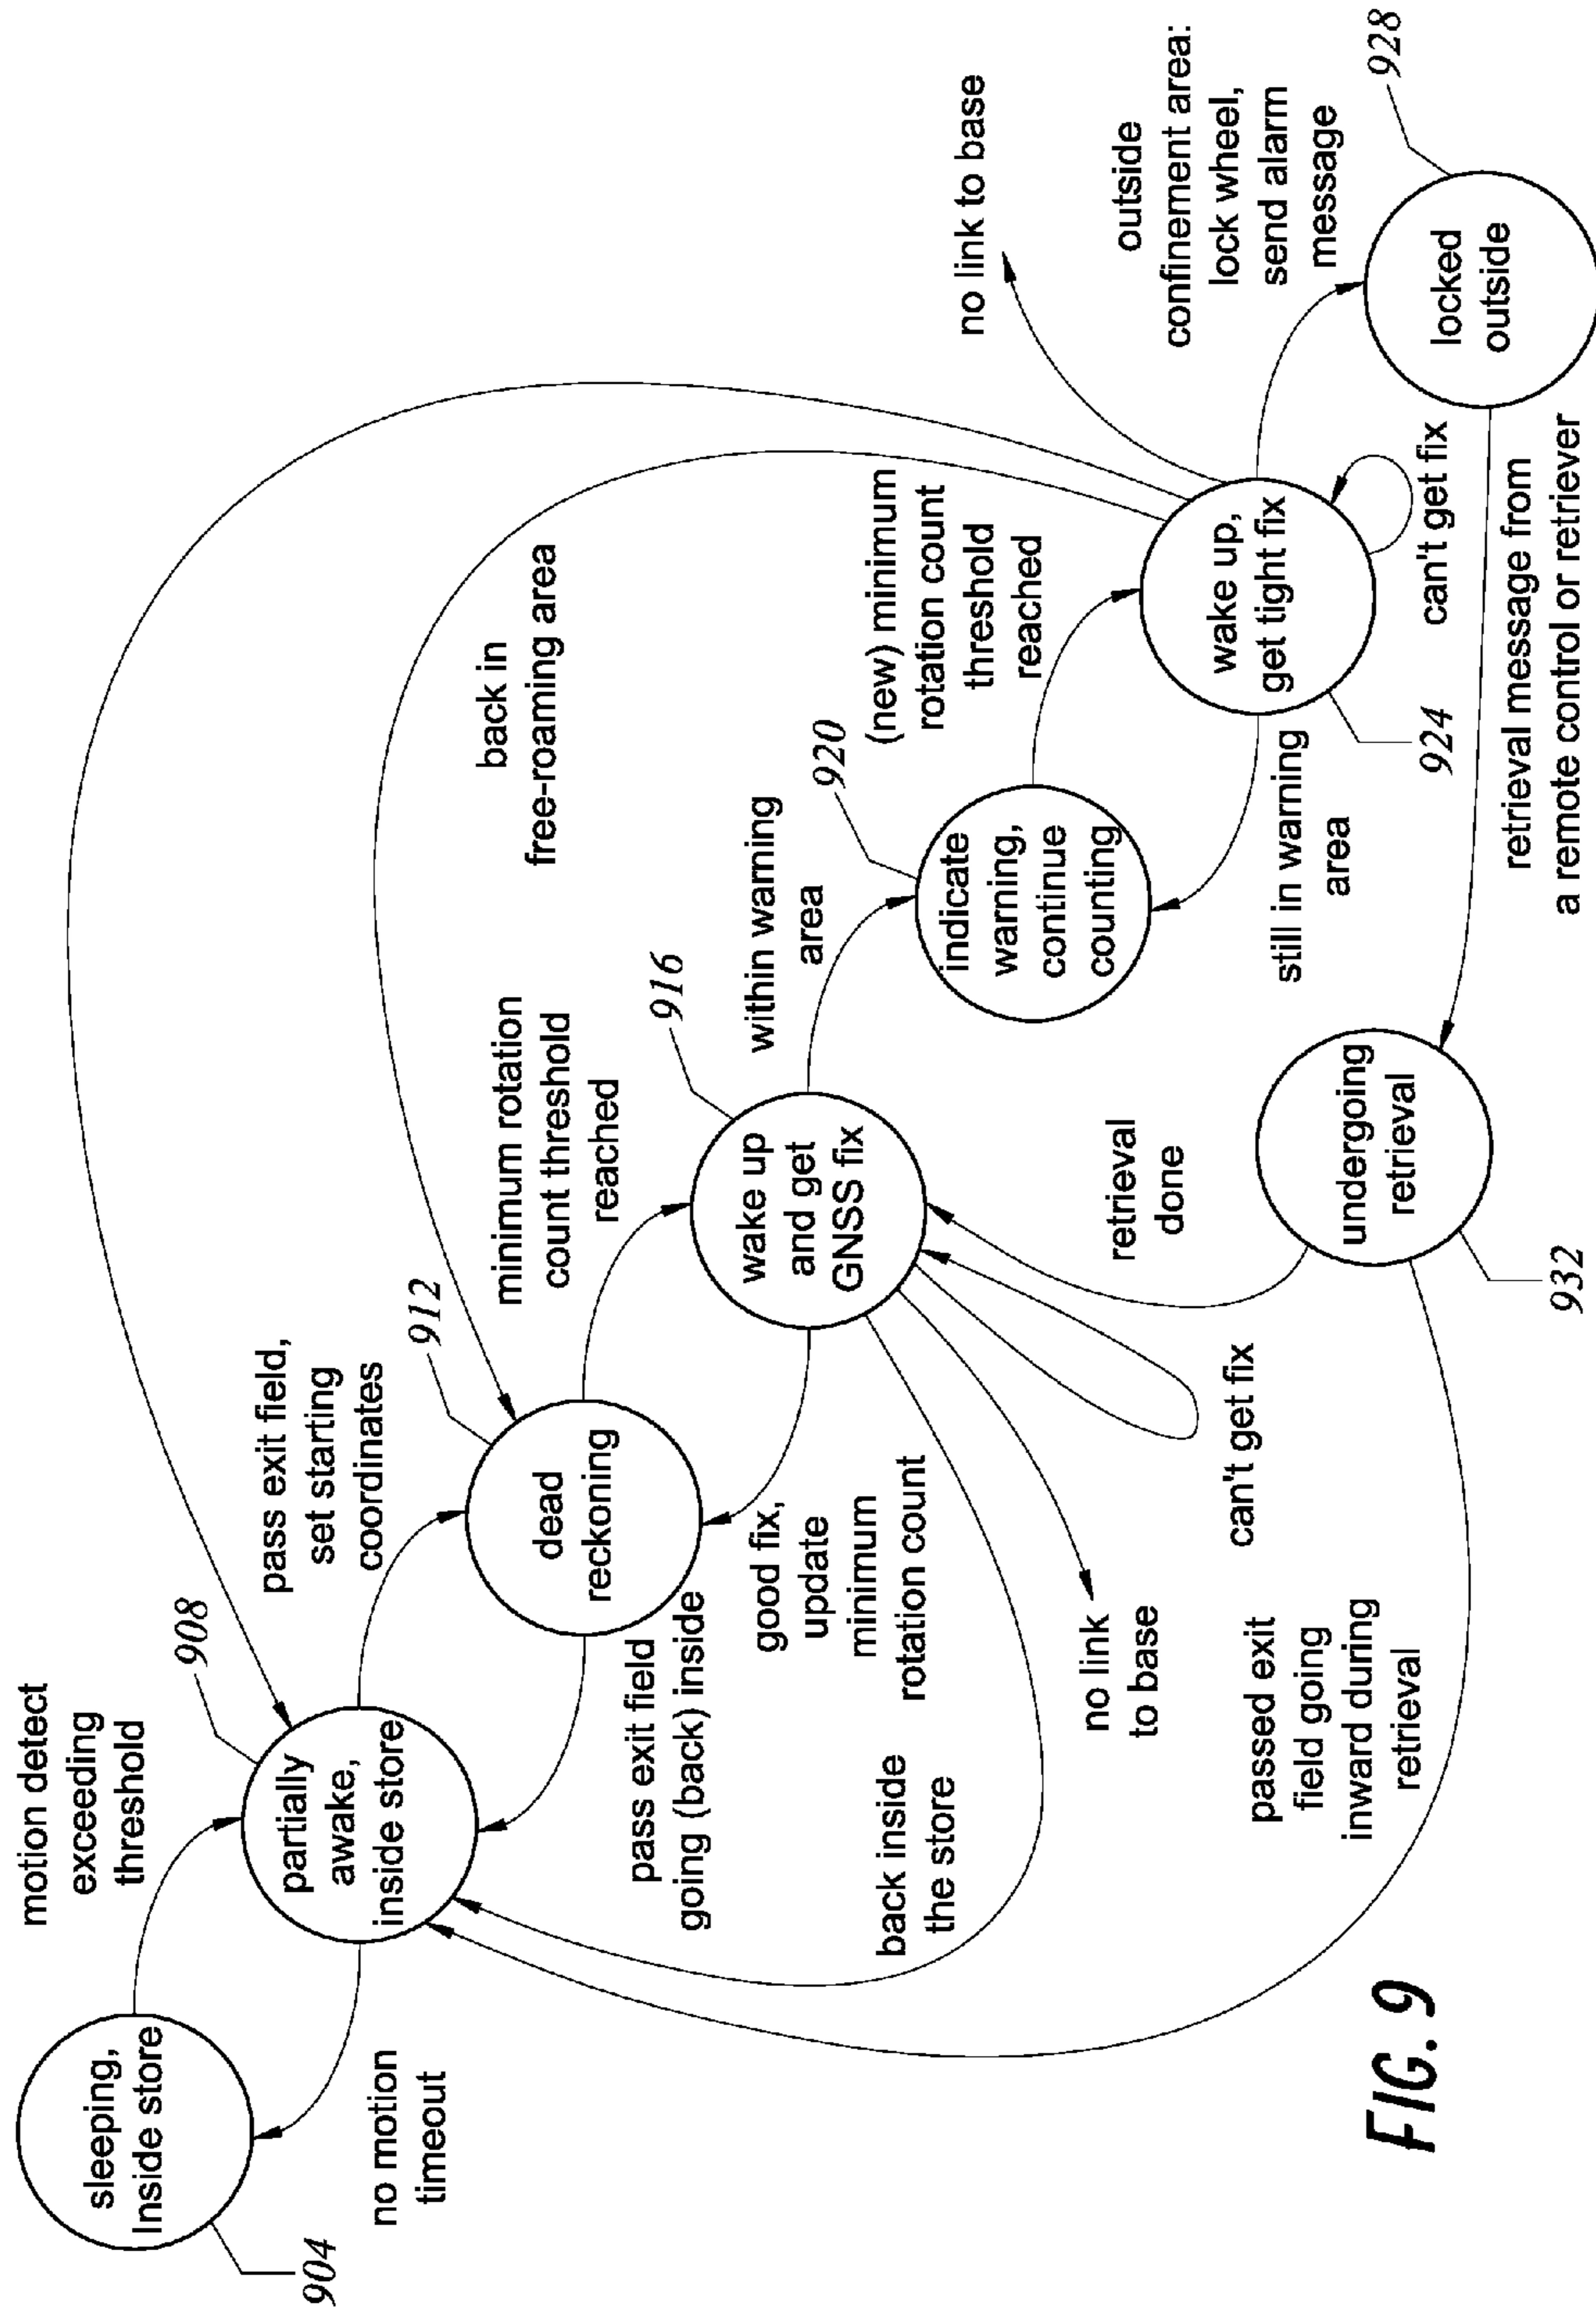 sleeping,
Inside store
904
motion detect
exceeding
threshold
no motion
timeout
partially
awake,
inside store
908
pass exit field,
set starting
coordinates
pass exit field
going (back) inside
dead
reckoning
912
minimum rotation
count threshold
reached
good fix,
update
minimum
rotation count
back inside
the store
wake up
and get
GNSS fix
916
no link
to base
can't get fix
within warning
area
back in
free-roaming area
indicate
warning,
continue
counting
920
(new) minimum
rotation count
threshold
reached
still in warning
area
wake up,
get tight fix
924
can't get fix
no link to base
outside
confinement area:
lock wheel,
send alarm
message
locked
outside
928
retrieval message from
a remote control or retriever
undergoing
retrieval
932
retrieval
done
passed exit
field going
inward during
retrieval
FIG. 9